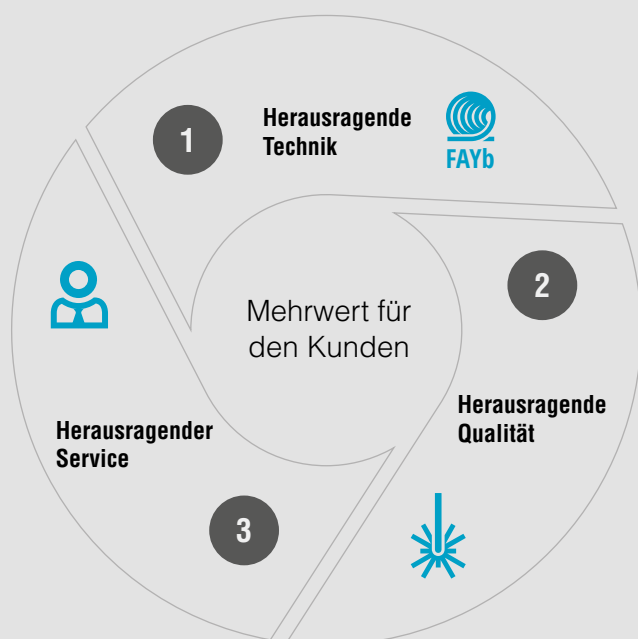 1
Herausragende
Technik
FAYb
2
Herausragende
Qualität
3
Herausragender
Service
Mehrwert für
den Kunden